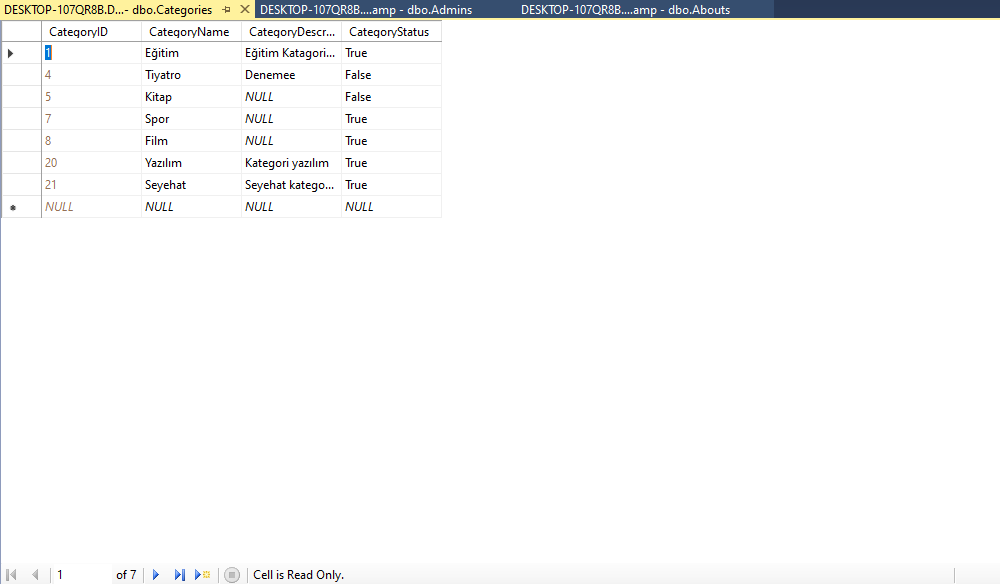 DESKTOP-107QR8B.D...- dbo.Categories DESKTOP-107QR8B....amp - dbo.Admins DESKTOP-107QR8B....amp - dbo.Abouts
CategoryID CategoryName CategoryDescr... CategoryStatus
1 Eğitim Eğitim Katagori... True
4 Tiyatro Denemee False
5 Kitap NULL False
7 Spor NULL True
8 Film NULL True
20 Yazılım Kategori yazılım True
21 Seyehat Seyehat katego... True
NULL NULL NULL NULL
1 of 7 Cell is Read Only.